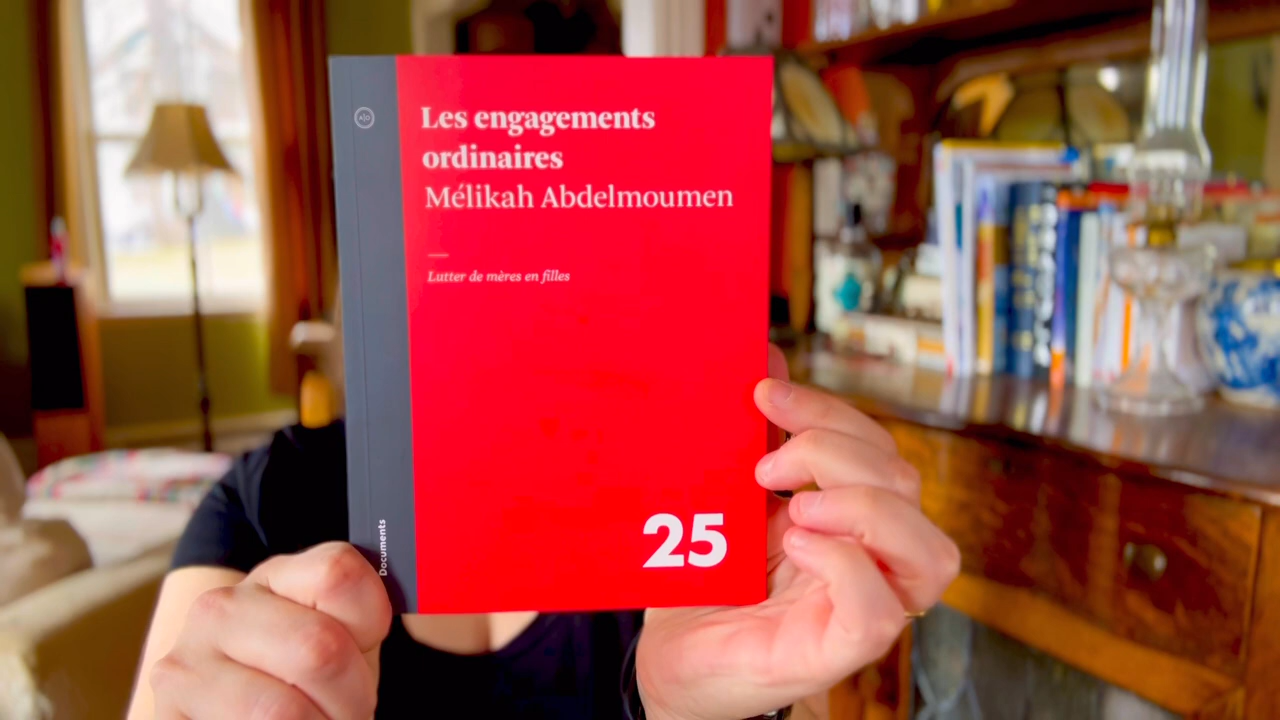 Les engagements
ordinaires
Mélikah Abdelmoumen
Lutter de mères en filles
25
Documents